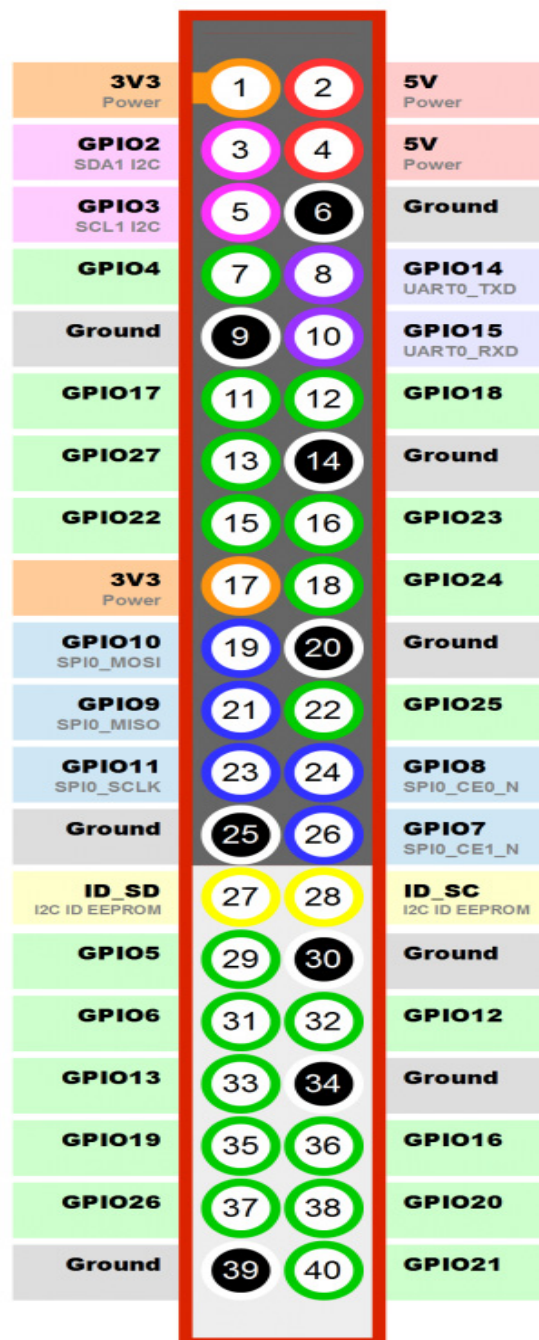 3V3 1 2 5V
Power Power
GPIO2 3 4 5V
SDA1 I2C Power
GPIO3 5 6 Ground
SCL1 I2C
GPIO4 7 8 GPIO14
UART0_TXD
Ground 9 10 GPIO15
UART0_RXD
GPIO17 11 12 GPIO18
GPIO27 13 14 Ground
GPIO22 15 16 GPIO23
3V3 17 18 GPIO24
Power
GPIO10 19 20 Ground
SPI0_MOSI
GPIO9 21 22 GPIO25
SPI0_MISO
GPIO11 23 24 GPIO8
SPI0_SCLK SPI0_CE0_N
Ground 25 26 GPIO7
SPI0_CE1_N
ID_SD 27 28 ID_SC
I2C ID EEPROM I2C ID EEPROM
GPIO5 29 30 Ground
GPIO6 31 32 GPIO12
GPIO13 33 34 Ground
GPIO19 35 36 GPIO16
GPIO26 37 38 GPIO20
Ground 39 40 GPIO21